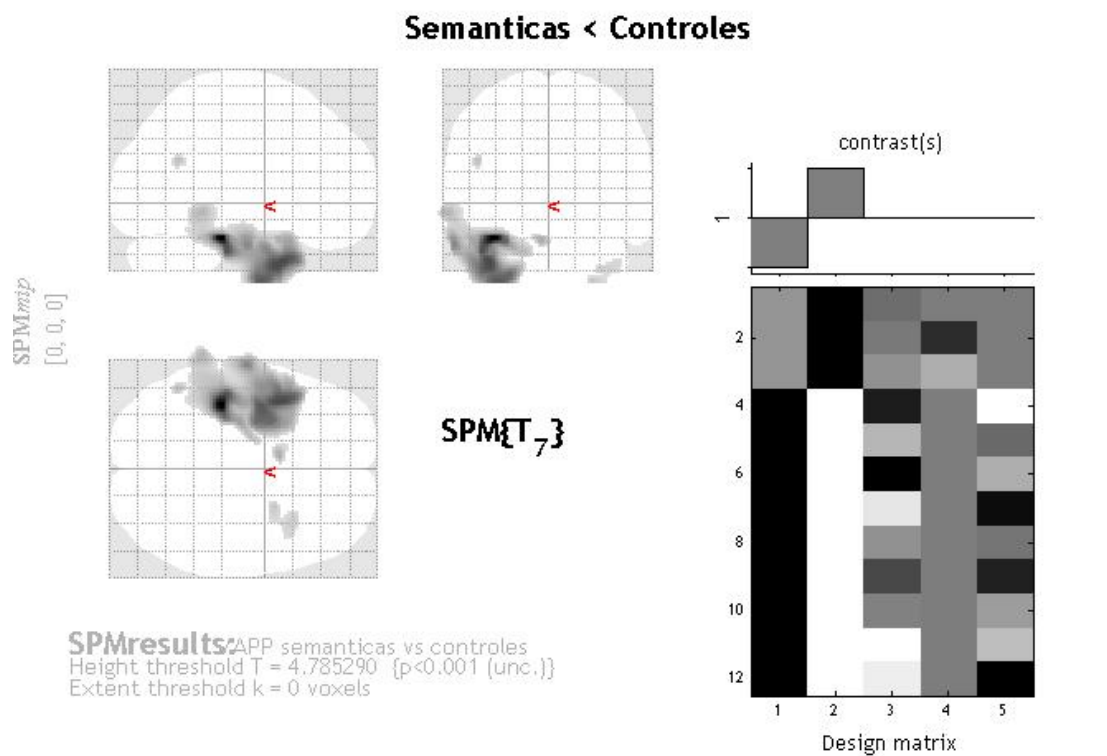 Semanticas < Controles
contrast(s)
1
SPMmip
[0, 0, 0]
<
<
<
SPM{T7}
2
4
6
8
10
12
1 2 3 4 5
Design matrix
SPMresults: APP semanticas vs controles
Height threshold T = 4.785290 {p<0.001 (unc.)}
Extent threshold k = 0 voxels